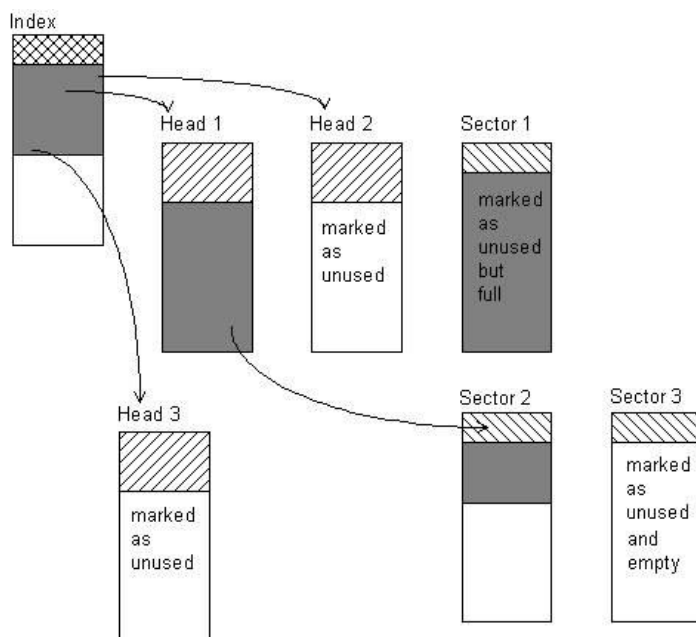 Index
Head 1
Head 2
Sector 1
marked
as
unused
marked
as
unused
but
full
Head 3
Sector 2
Sector 3
marked
as
unused
marked
as
unused
and
empty